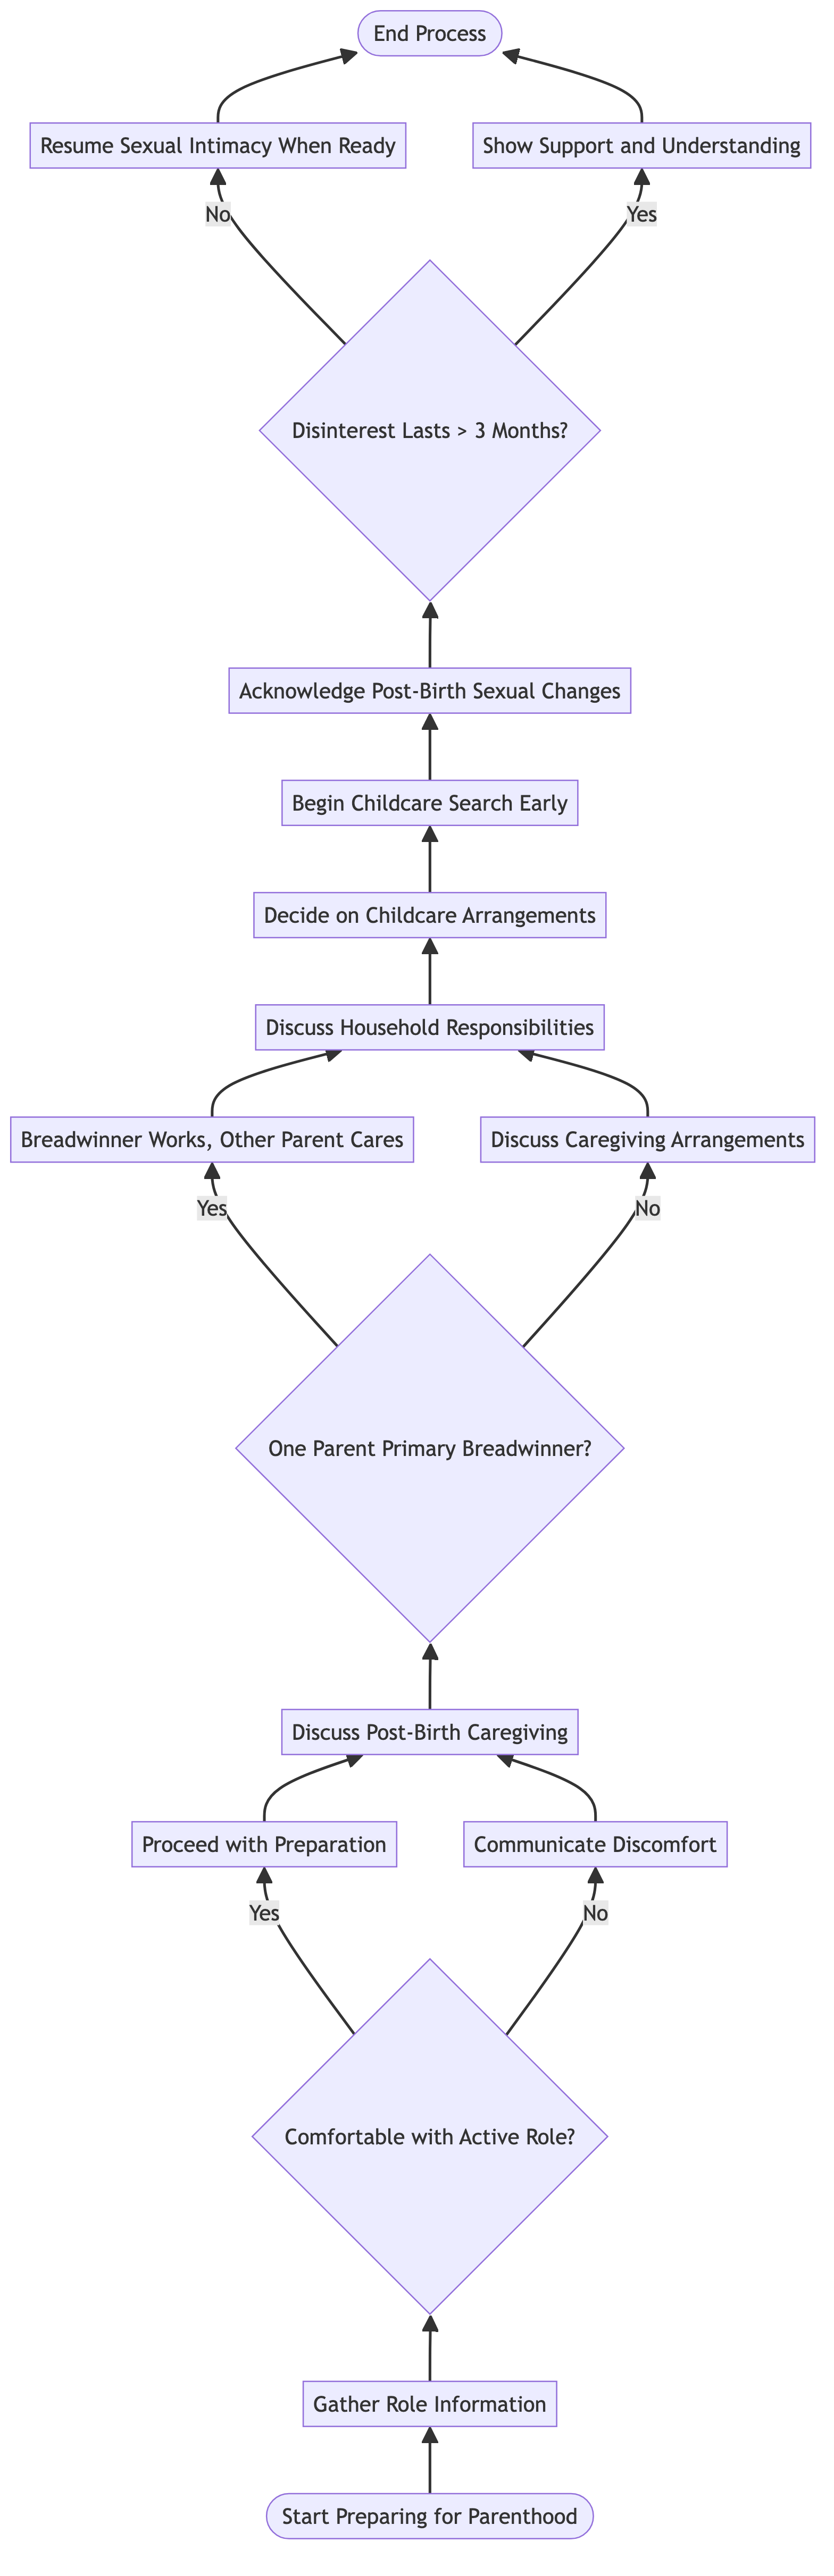 End Process
Resume Sexual Intimacy When Ready
Show Support and Understanding
No
Yes
Disinterest Lasts > 3 Months?
Acknowledge Post-Birth Sexual Changes
Begin Childcare Search Early
Decide on Childcare Arrangements
Discuss Household Responsibilities
Breadwinner Works, Other Parent Cares
Discuss Caregiving Arrangements
Yes
No
One Parent Primary Breadwinner?
Discuss Post-Birth Caregiving
Proceed with Preparation
Communicate Discomfort
Yes
No
Comfortable with Active Role?
Gather Role Information
Start Preparing for Parenthood